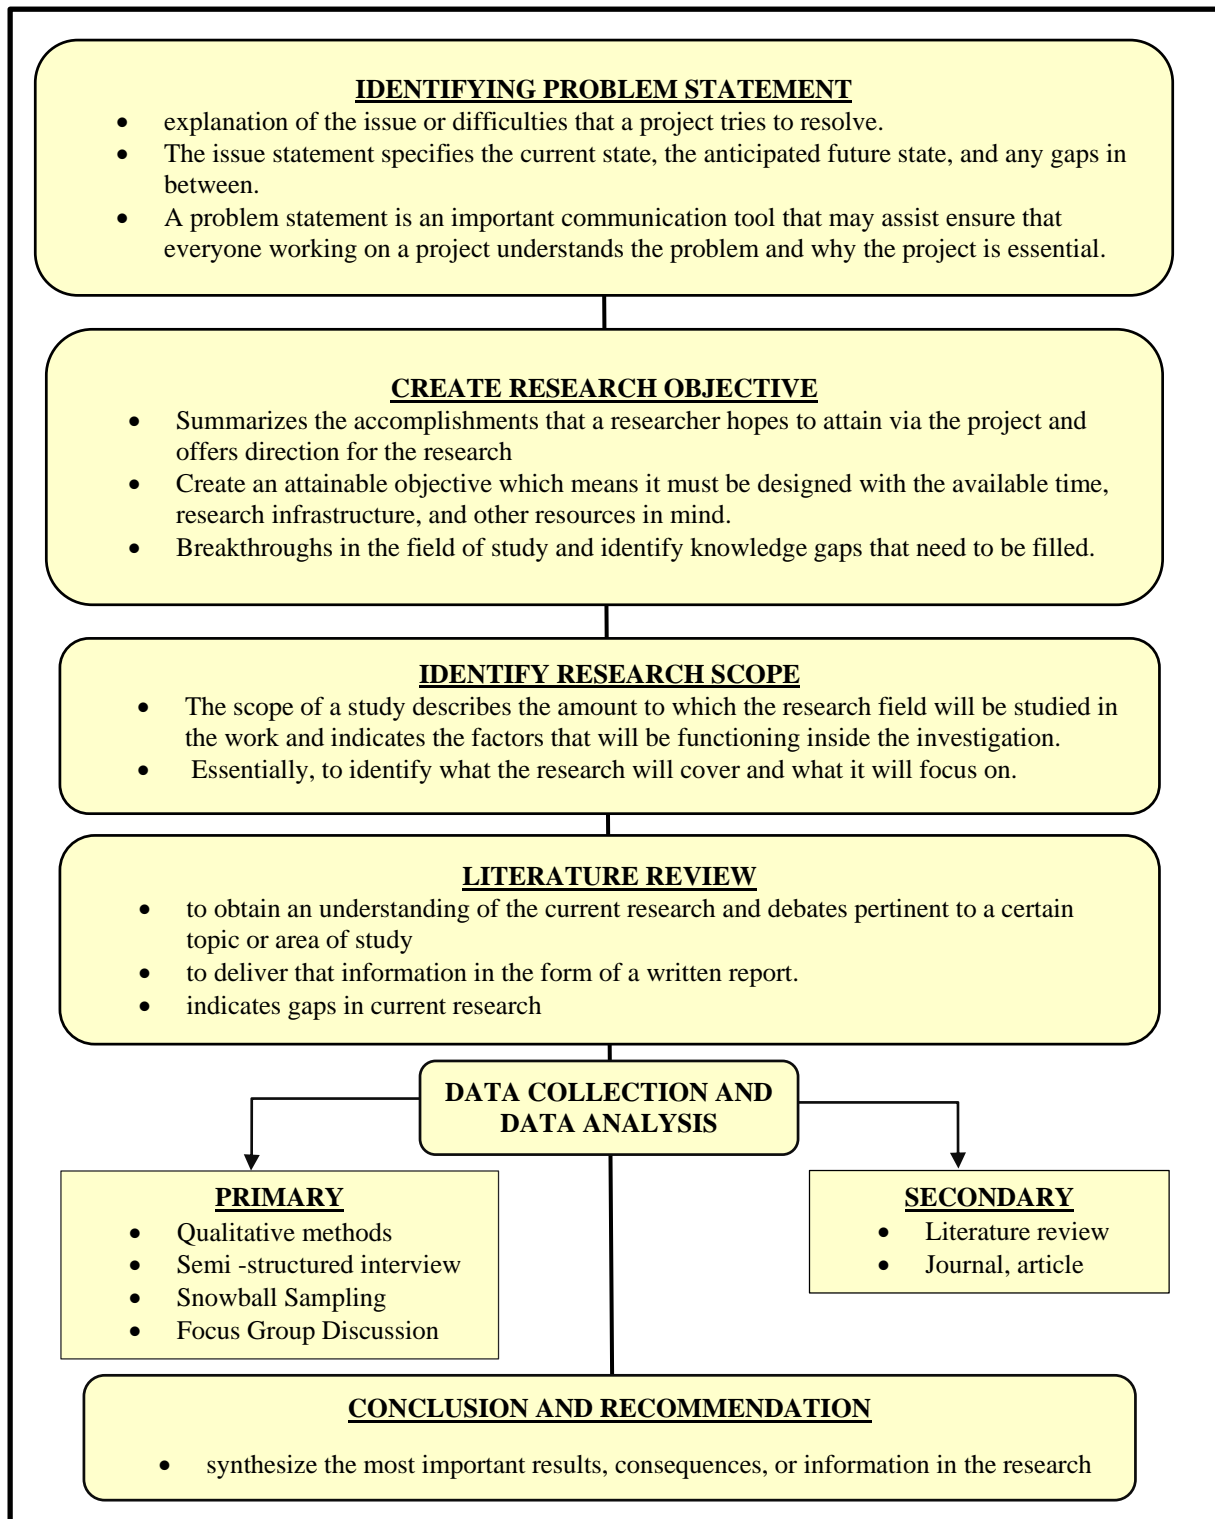 IDENTIFYING PROBLEM STATEMENT
• explanation of the issue or difficulties that a project tries to resolve.
• The issue statement specifies the current state, the anticipated future state, and any gaps in
between.
• A problem statement is an important communication tool that may assist ensure that
everyone working on a project understands the problem and why the project is essential.
CREATE RESEARCH OBJECTIVE
• Summarizes the accomplishments that a researcher hopes to attain via the project and
offers direction for the research
• Create an attainable objective which means it must be designed with the available time,
research infrastructure, and other resources in mind.
• Breakthroughs in the field of study and identify knowledge gaps that need to be filled.
IDENTIFY RESEARCH SCOPE
• The scope of a study describes the amount to which the research field will be studied in
the work and indicates the factors that will be functioning inside the investigation.
• Essentially, to identify what the research will cover and what it will focus on.
LITERATURE REVIEW
• to obtain an understanding of the current research and debates pertinent to a certain
topic or area of study
• to deliver that information in the form of a written report.
• indicates gaps in current research
DATA COLLECTION AND
DATA ANALYSIS
PRIMARY
• Qualitative methods
• Semi -structured interview
• Snowball Sampling
• Focus Group Discussion
SECONDARY
• Literature review
• Journal, article
CONCLUSION AND RECOMMENDATION
• synthesize the most important results, consequences, or information in the research